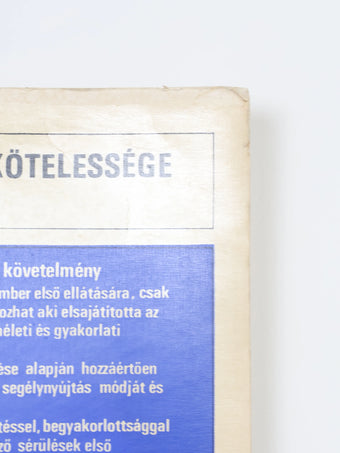 KÖTELESSÉGE
követelmény
ember első ellátására, csak
ozhat aki elsajátította az
méleti és gyakorlati
ése alapján hozzáértően
segélynyújtás módját és
téssel, begyakorlottsággal
ző sérülések első